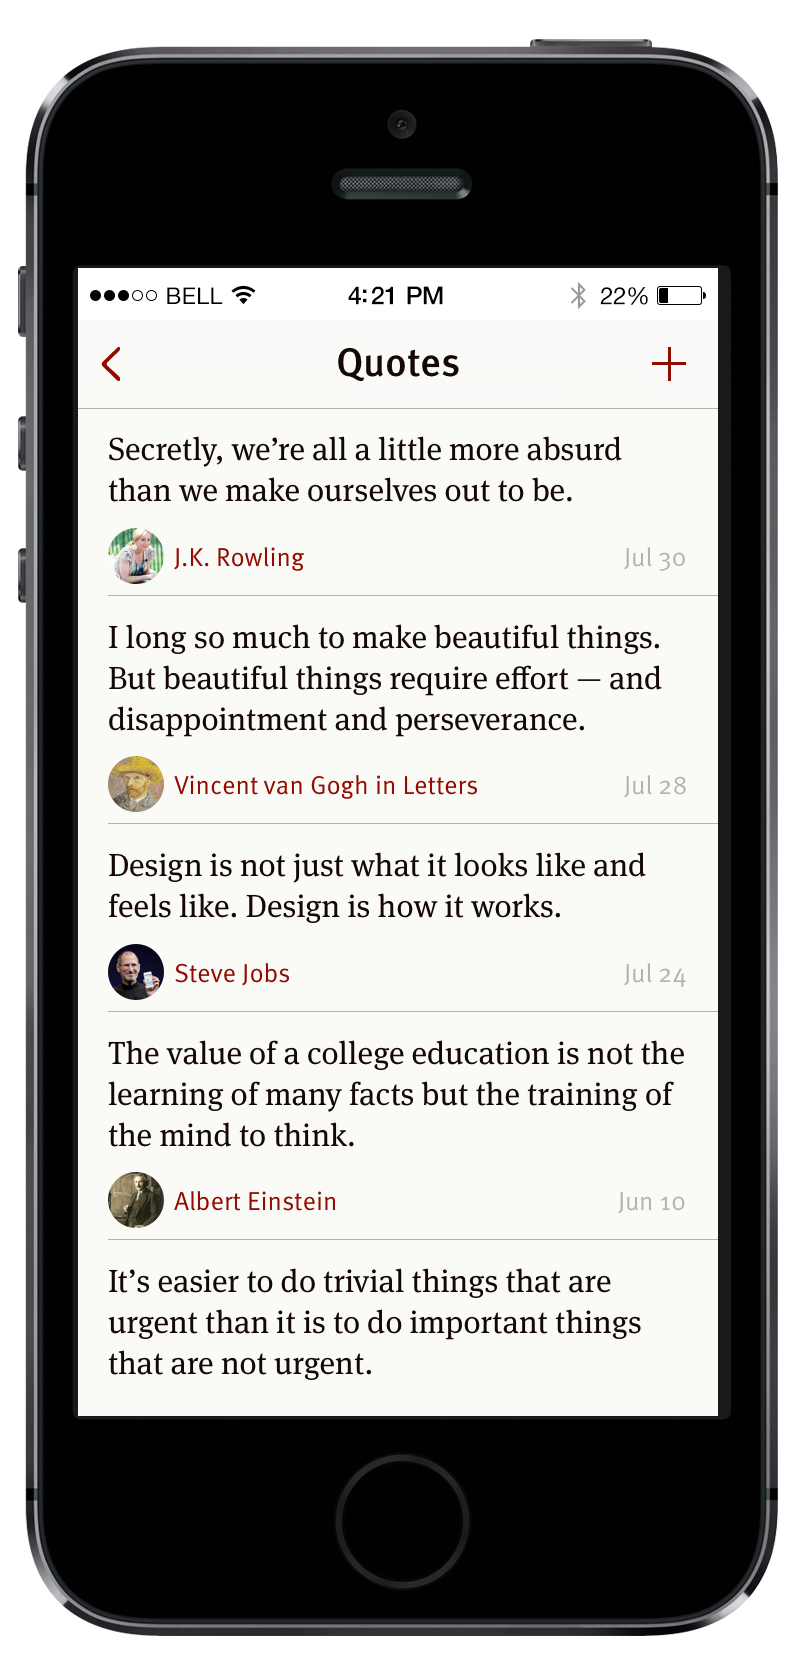 BELL 4:21 PM 22%
Quotes
Secretly, we’re all a little more absurd
than we make ourselves out to be.
J.K. Rowling Jul 30
I long so much to make beautiful things.
But beautiful things require effort — and
disappointment and perseverance.
Vincent van Gogh in Letters Jul 28
Design is not just what it looks like and
feels like. Design is how it works.
Steve Jobs Jul 24
The value of a college education is not the
learning of many facts but the training of
the mind to think.
Albert Einstein Jun 10
It’s easier to do trivial things that are
urgent than it is to do important things
that are not urgent.